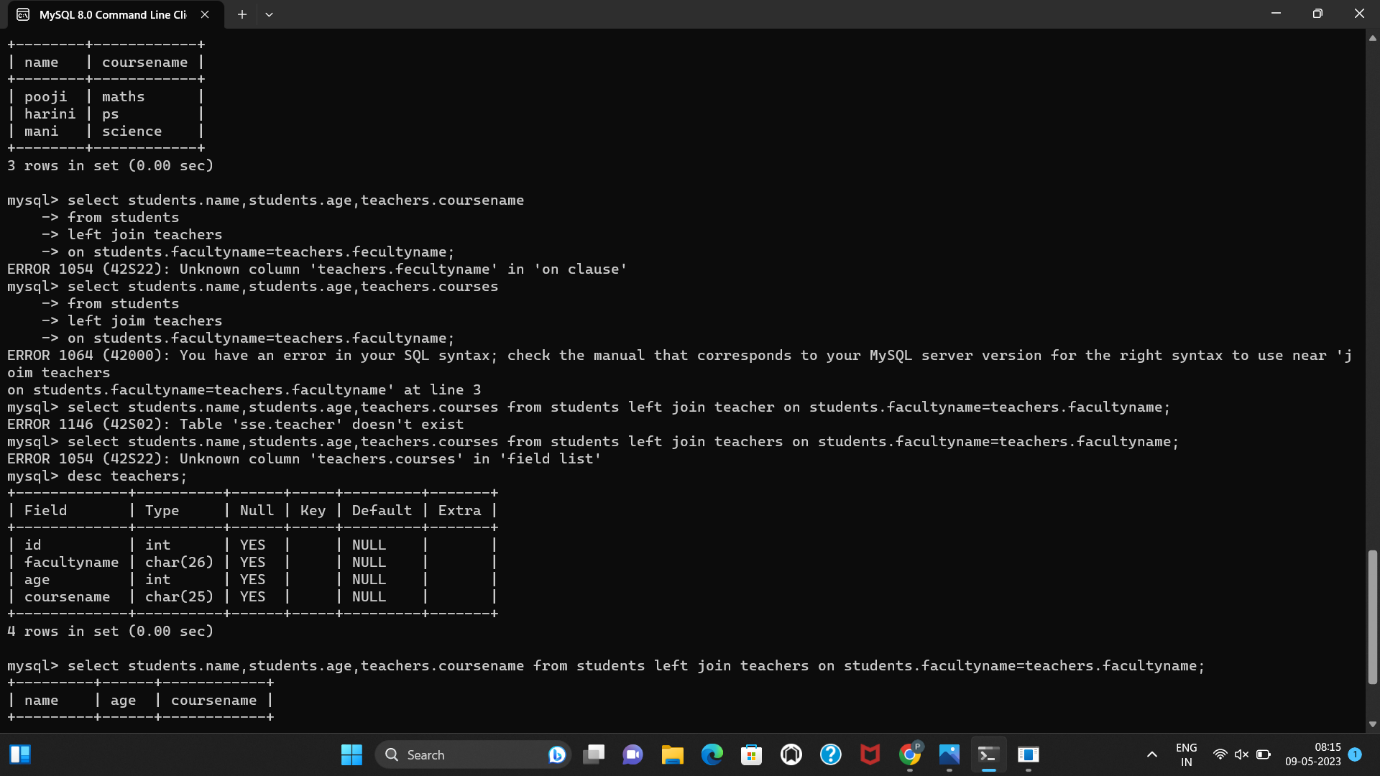 MySQL 8.0 Command Line Cli
+--------+------------+
| name   | coursename |
+--------+------------+
| pooji  | maths      |
| harini | ps         |
| mani   | science    |
+--------+------------+
3 rows in set (0.00 sec)
mysql> select students.name,students.age,teachers.coursename
    -> from students
    -> left join teachers
    -> on students.facultyname=teachers.fecultyname;
ERROR 1054 (42S22): Unknown column 'teachers.fecultyname' in 'on clause'
mysql> select students.name,students.age,teachers.courses
    -> from students
    -> left joim teachers
    -> on students.facultyname=teachers.facultyname;
ERROR 1064 (42000): You have an error in your SQL syntax; check the manual that corresponds to your MySQL server version for the right syntax to use near 'j
oim teachers
on students.facultyname=teachers.facultyname' at line 3
mysql> select students.name,students.age,teachers.courses from students left join teacher on students.facultyname=teachers.facultyname;
ERROR 1146 (42S02): Table 'sse.teacher' doesn't exist
mysql> select students.name,students.age,teachers.courses from students left join teachers on students.facultyname=teachers.facultyname;
ERROR 1054 (42S22): Unknown column 'teachers.courses' in 'field list'
mysql> desc teachers;
+-------------+----------+------+-----+---------+-------+
| Field       | Type     | Null | Key | Default | Extra |
+-------------+----------+------+-----+---------+-------+
| id          | int      | YES  |     | NULL    |       |
| facultyname | char(26) | YES  |     | NULL    |       |
| age         | int      | YES  |     | NULL    |       |
| coursename  | char(25) | YES  |     | NULL    |       |
+-------------+----------+------+-----+---------+-------+
4 rows in set (0.00 sec)
mysql> select students.name,students.age,teachers.coursename from students left join teachers on students.facultyname=teachers.facultyname;
+---------+------+------------+
| name    | age  | coursename |
+---------+------+------------+
Search
P
ENG
IN
08:15
09-05-2023
1